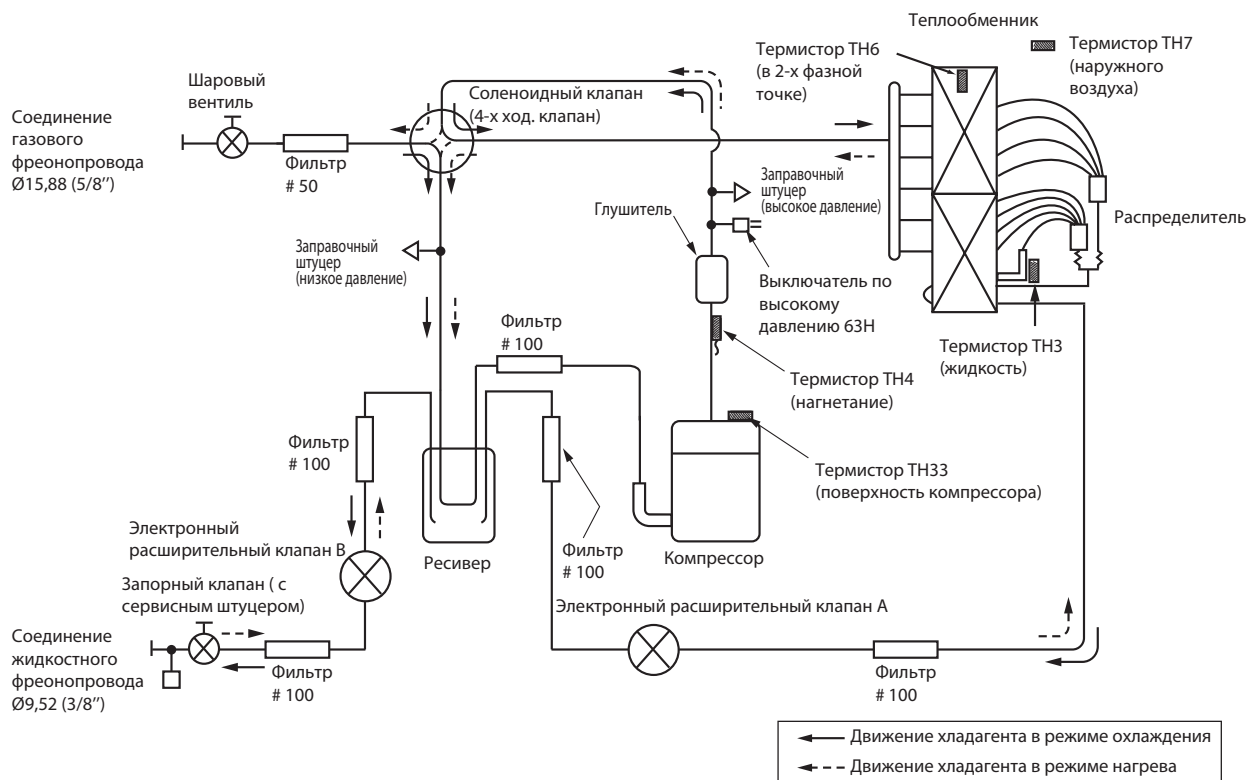 Теплообменник
Термистор TH6
(в 2-х фазной
точке)
Термистор TH7
(наружного
воздуха)
Шаровый
вентиль
Соленоидный клапан
(4-х ход. клапан)
Соединение
газового
фреонопровода
Ø15,88 (5/8’’)
Фильтр
# 50
Заправочный
штуцер
(высокое давление)
Глушитель
Распределитель
Заправочный
штуцер
(низкое давление)
Выключатель по
высокому
давлению 63H
Фильтр
# 100
Термистор TH3
(жидкость)
Термистор TH4
(нагнетание)
Фильтр
# 100
Термистор TH33
(поверхность компрессора)
Электронный
расширительный клапан B
Ресивер
Фильтр
# 100
Компрессор
Запорный клапан ( с
сервисным штуцером)
Электронный расширительный клапан A
Соединение
жидкостного
фреонопровода
Ø9,52 (3/8’’)
Фильтр
# 100
Фильтр
# 100
Движение хладагента в режиме охлаждения
Движение хладагента в режиме нагрева